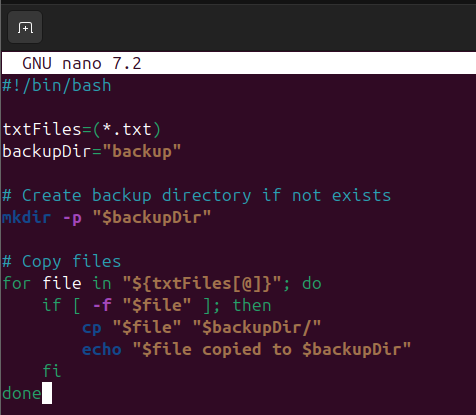 GNU nano 7.2
#!/bin/bash

txtFiles=(*.txt)
backupDir="backup"

# Create backup directory if not exists
mkdir -p "$backupDir"

# Copy files
for file in "${txtFiles[@]}"; do
    if [ -f "$file" ]; then
        cp "$file" "$backupDir/"
        echo "$file copied to $backupDir"
    fi
done